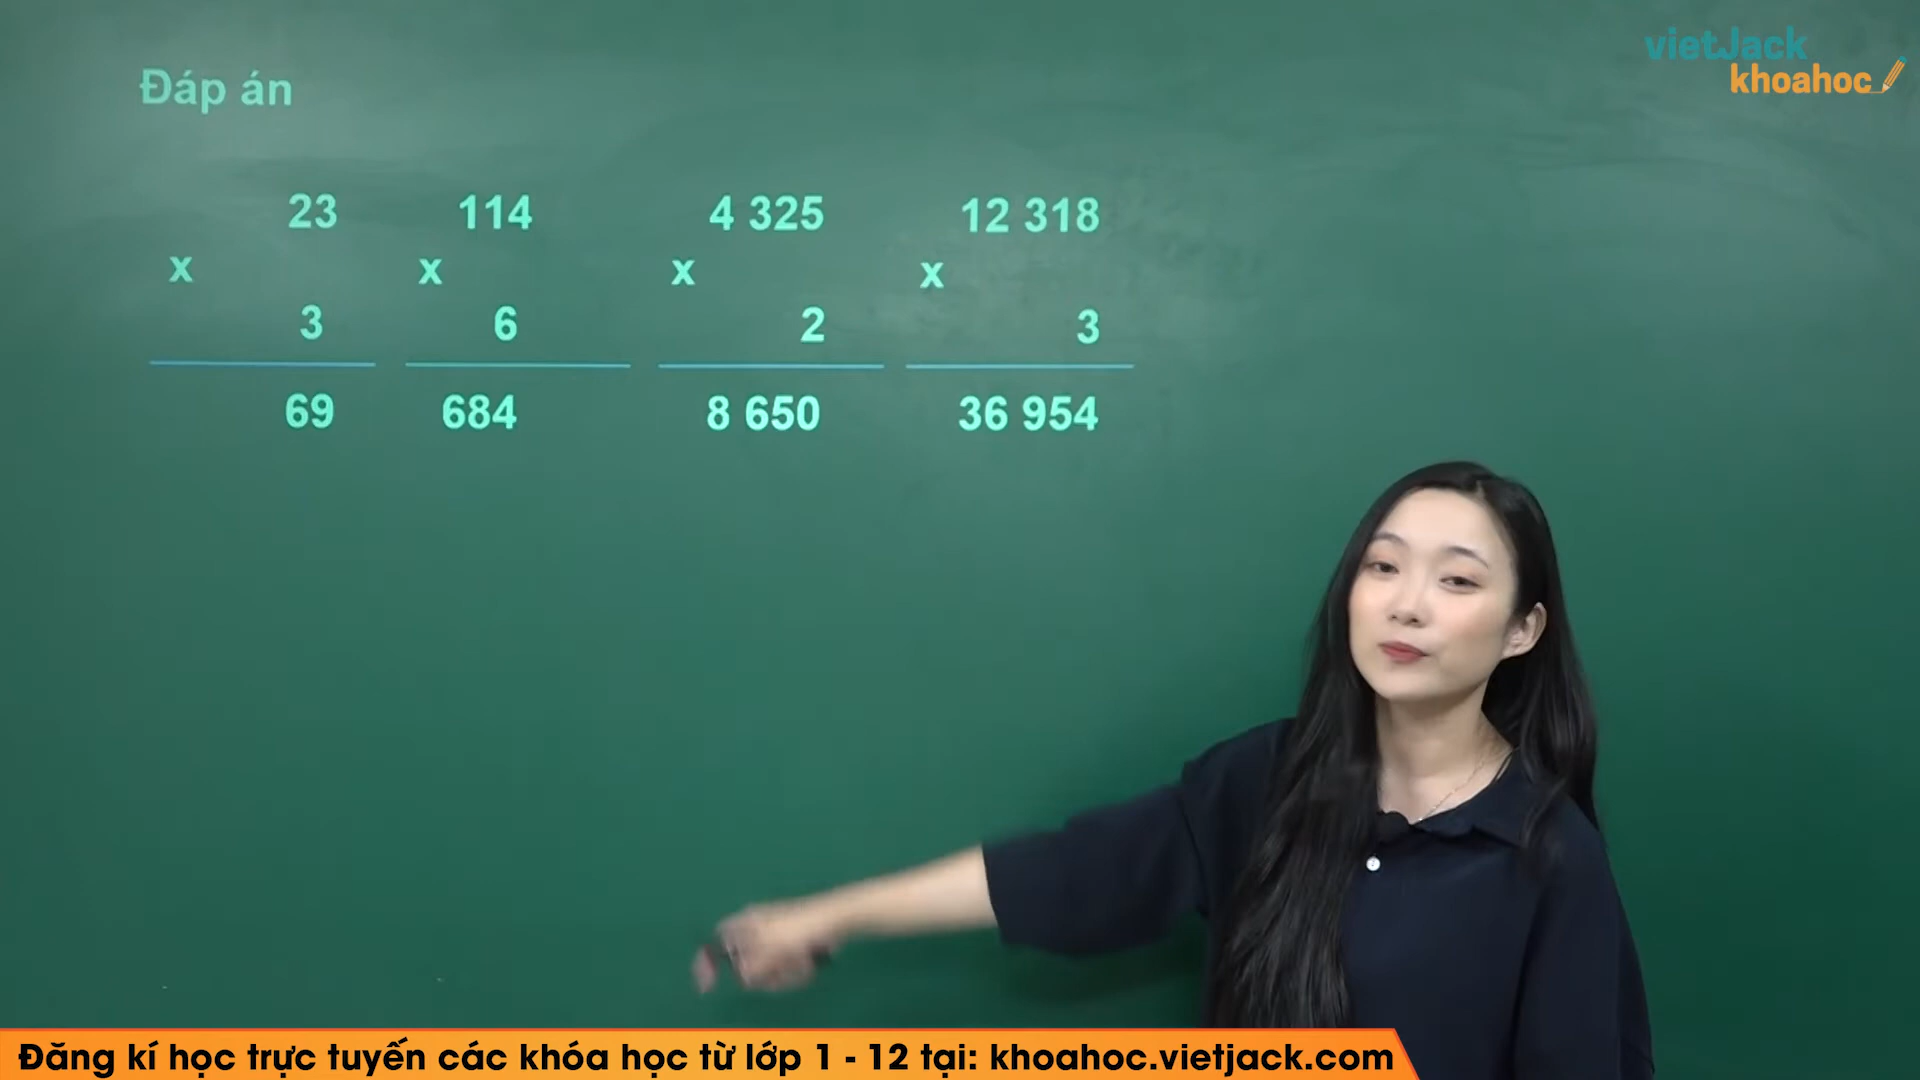 vietJack
khoahoc
Đáp án
23 114 4 325 12 318
x x x x
3 6 2 3
69 684 8 650 36 954
Đăng kí học trực tuyến các khóa học từ lớp 1 - 12 tại: khoahoc.vietjack.com